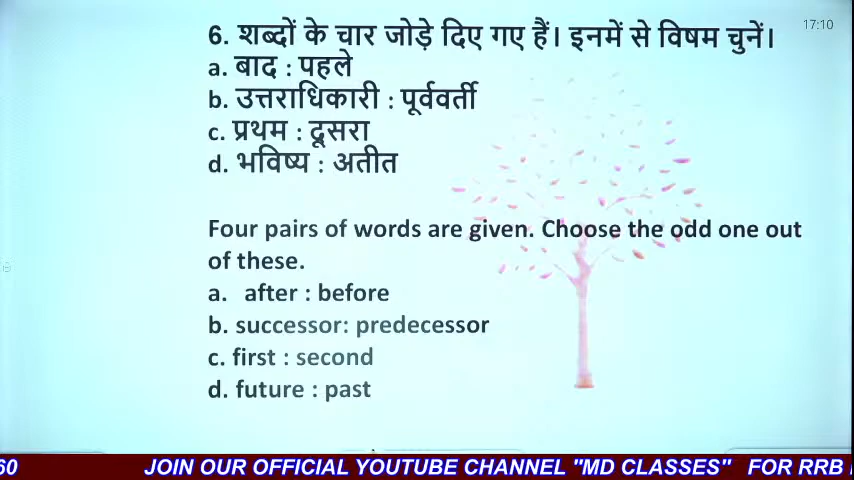 17:10
6. शब्दों के चार जोड़े दिए गए हैं। इनमें से विषम चुनें।
a. बाद : पहले
b. उत्तराधिकारी : पूर्ववर्ती
c. प्रथम : दूसरा
d. भविष्य : अतीत
Four pairs of words are given. Choose the odd one out
of these.
a. after : before
b. successor: predecessor
c. first : second
d. future : past
60 JOIN OUR OFFICIAL YOUTUBE CHANNEL "MD CLASSES" FOR RRB